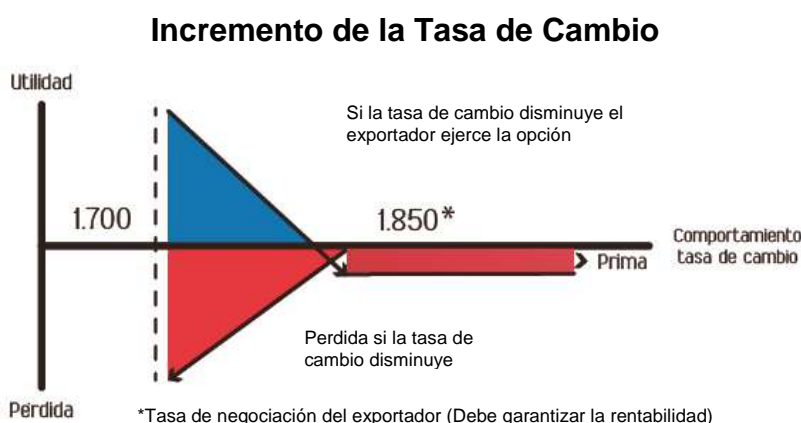 Incremento de la Tasa de Cambio
Utilidad
Si la tasa de cambio disminuye el
exportador ejerce la opción
1.700
1.850*
Comportamiento
tasa de cambio
Prima
Perdida si la tasa de
cambio disminuye
Pérdida
*Tasa de negociación del exportador (Debe garantizar la rentabilidad)